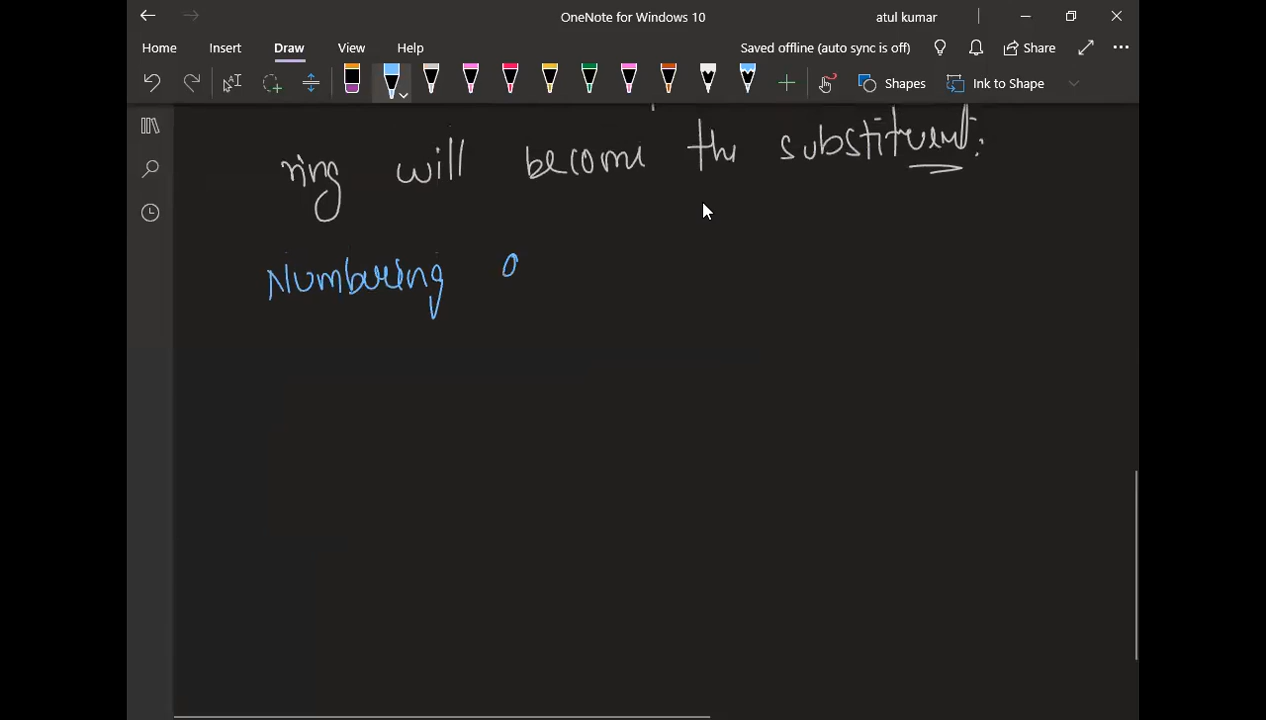 OneNote for Windows 10
atul kumar
Home Insert Draw View Help
Saved offline (auto sync is off)
Share
Shapes
Ink to Shape
ring will become the substituent.
Numbering o